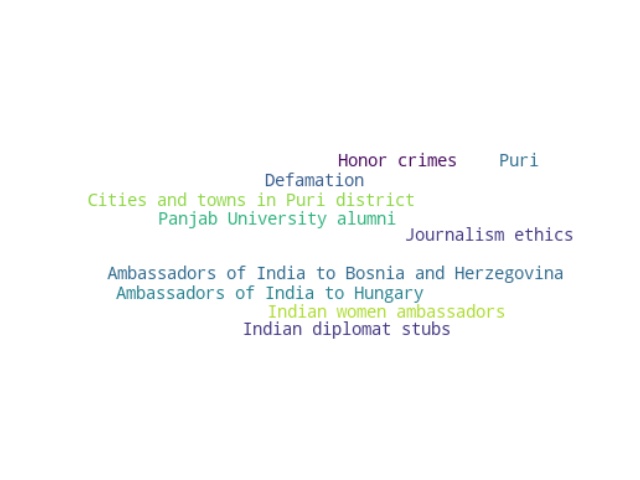 Honor crimes Puri
Defamation
Cities and towns in Puri district
Panjab University alumni
Journalism ethics
Ambassadors of India to Bosnia and Herzegovina
Ambassadors of India to Hungary
Indian women ambassadors
Indian diplomat stubs